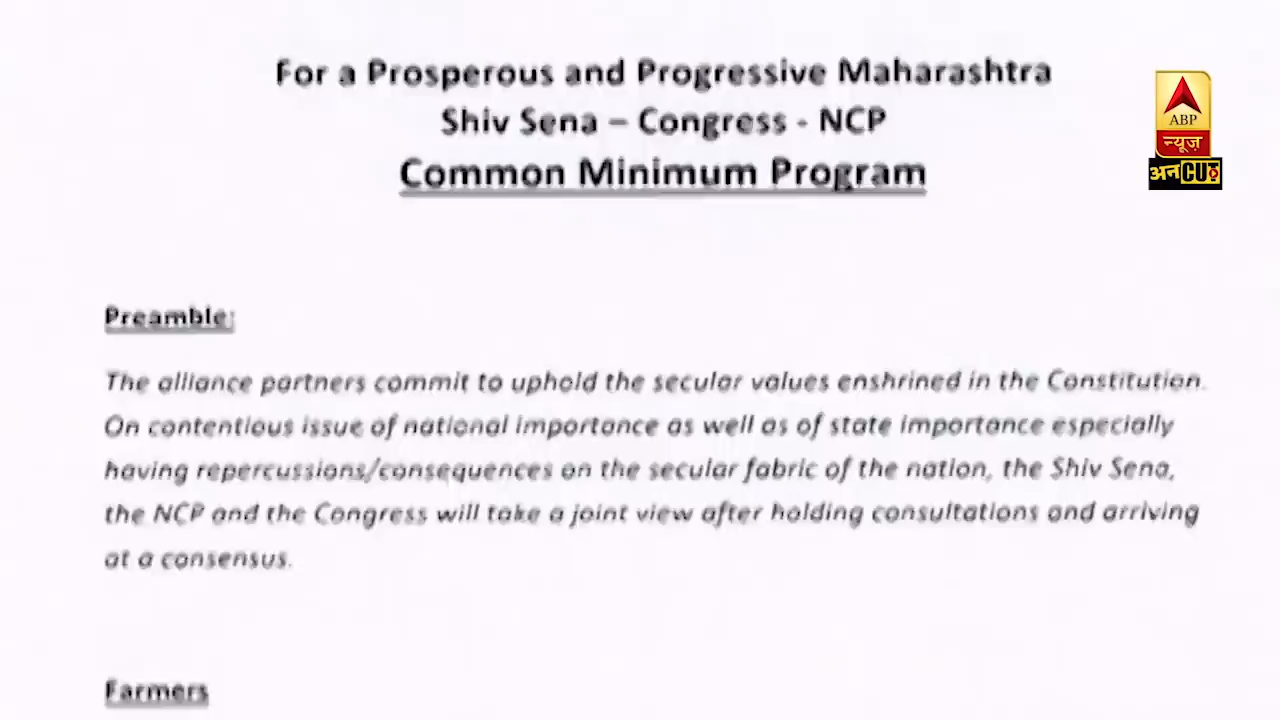 For a Prosperous and Progressive Maharashtra
Shiv Sena – Congress - NCP
Common Minimum Program
ABP
न्यूज़
अनCUT
Preamble:
The alliance partners commit to uphold the secular values enshrined in the Constitution.
On contentious issue of national importance as well as of state importance especially
having repercussions/consequences on the secular fabric of the nation, the Shiv Sena,
the NCP and the Congress will take a joint view after holding consultations and arriving
at a consensus.
Farmers